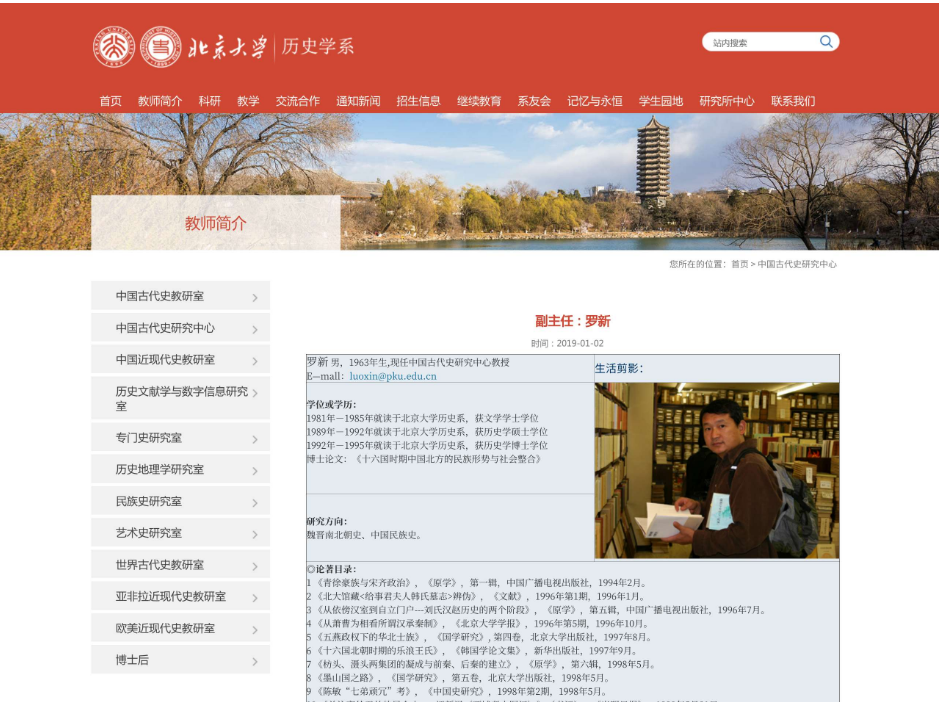 北京大学 历史学系
站内搜索
首页 教师简介 科研 教学 交流合作 通知新闻 招生信息 继续教育 系友会 记忆与永恒 学生园地 研究所中心 联系我们
教师简介
您所在的位置：首页 > 中国古代史研究中心
中国古代史教研室
中国古代史研究中心
中国近现代史教研室
历史文献学与数字信息研究
室
专门史研究室
历史地理学研究室
民族史研究室
艺术史研究室
世界古代史教研室
亚非拉近现代史教研室
欧美近现代史教研室
博士后
副主任：罗新
时间：2019-01-02
罗新 男，1963年生,现任中国古代史研究中心教授
E—mall：luoxin@pku.edu.cn
生活剪影：
学位或学历：
1981年－1985年就读于北京大学历史系，获文学学士学位
1989年－1992年就读于北京大学历史系，获历史学硕士学位
1992年－1995年就读于北京大学历史系，获历史学博士学位
博士论文：《十六国时期中国北方的民族形势与社会整合》
研究方向：
魏晋南北朝史、中国民族史。
◎论著目录：
1 《青徐豪族与宋齐政治》，《原学》，第一辑，中国广播电视出版社，1994年2月。
2 《北大馆藏<给事君夫人韩氏墓志>辨伪》，《文献》，1996年第1期，1996年1月。
3 《从依傍汉室到自立门户---刘氏汉赵历史的两个阶段》，《原学》，第五辑，中国广播电视出版社，1996年7月。
4 《从萧曹为相看所谓汉承秦制》，《北京大学学报》，1996年第5期，1996年10月。
5 《五燕政权下的华北士族》，《国学研究》, 第四卷，北京大学出版社，1997年8月。
6 《十六国北朝时期的乐浪王氏》，《韩国学论文集》，新华出版社，1997年9月。
7 《枋头、滠头两集团的凝成与前秦、后秦的建立》，《原学》，第六辑，1998年5月。
8 《墨山国之路》，《国学研究》，第五卷，北京大学出版社，1998年5月。
9 《陈敏“七弟顽冗”考》，《中国史研究》，1998年第2期，1998年5月。